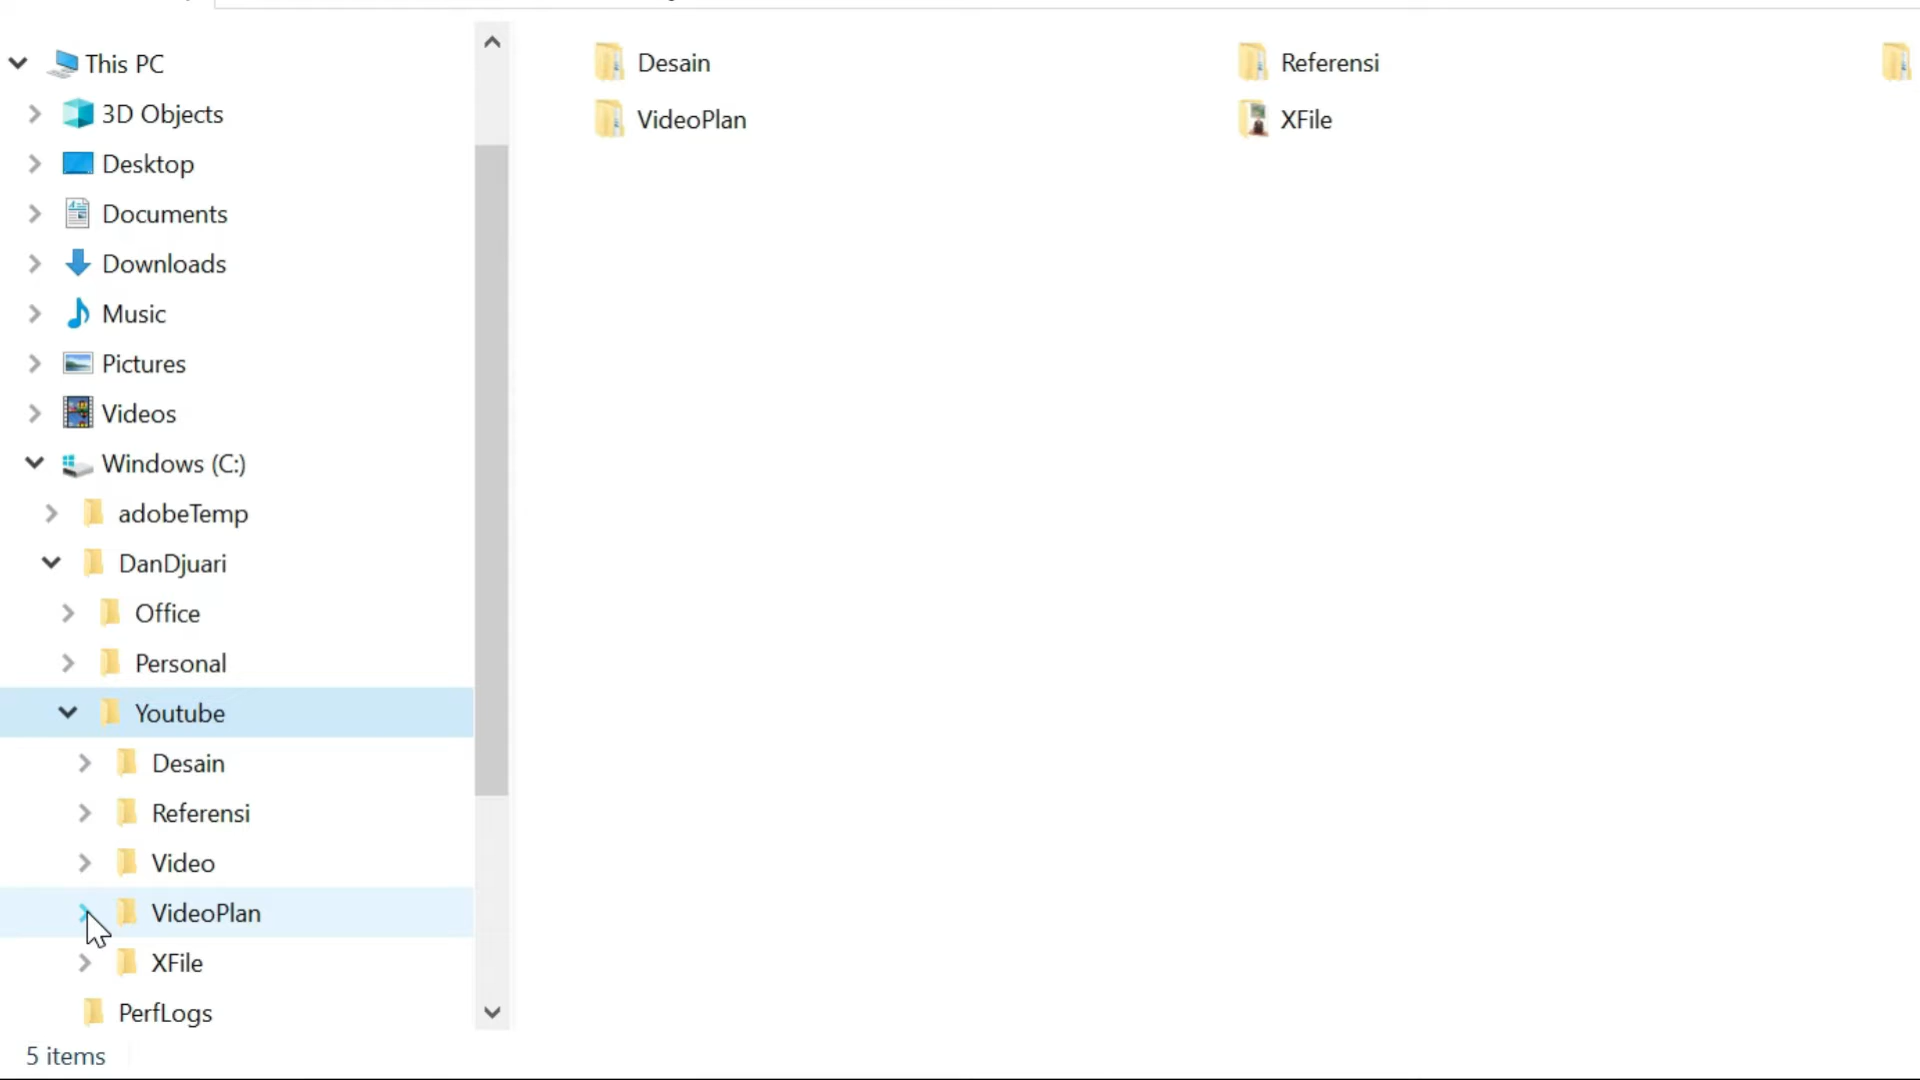 This PC
3D Objects
Desktop
Documents
Downloads
Music
Pictures
Videos
Windows (C:)
adobeTemp
DanDjuari
Office
Personal
Youtube
Desain
Referensi
Video
VideoPlan
XFile
PerfLogs
5 items
Desain
Referensi
VideoPlan
XFile